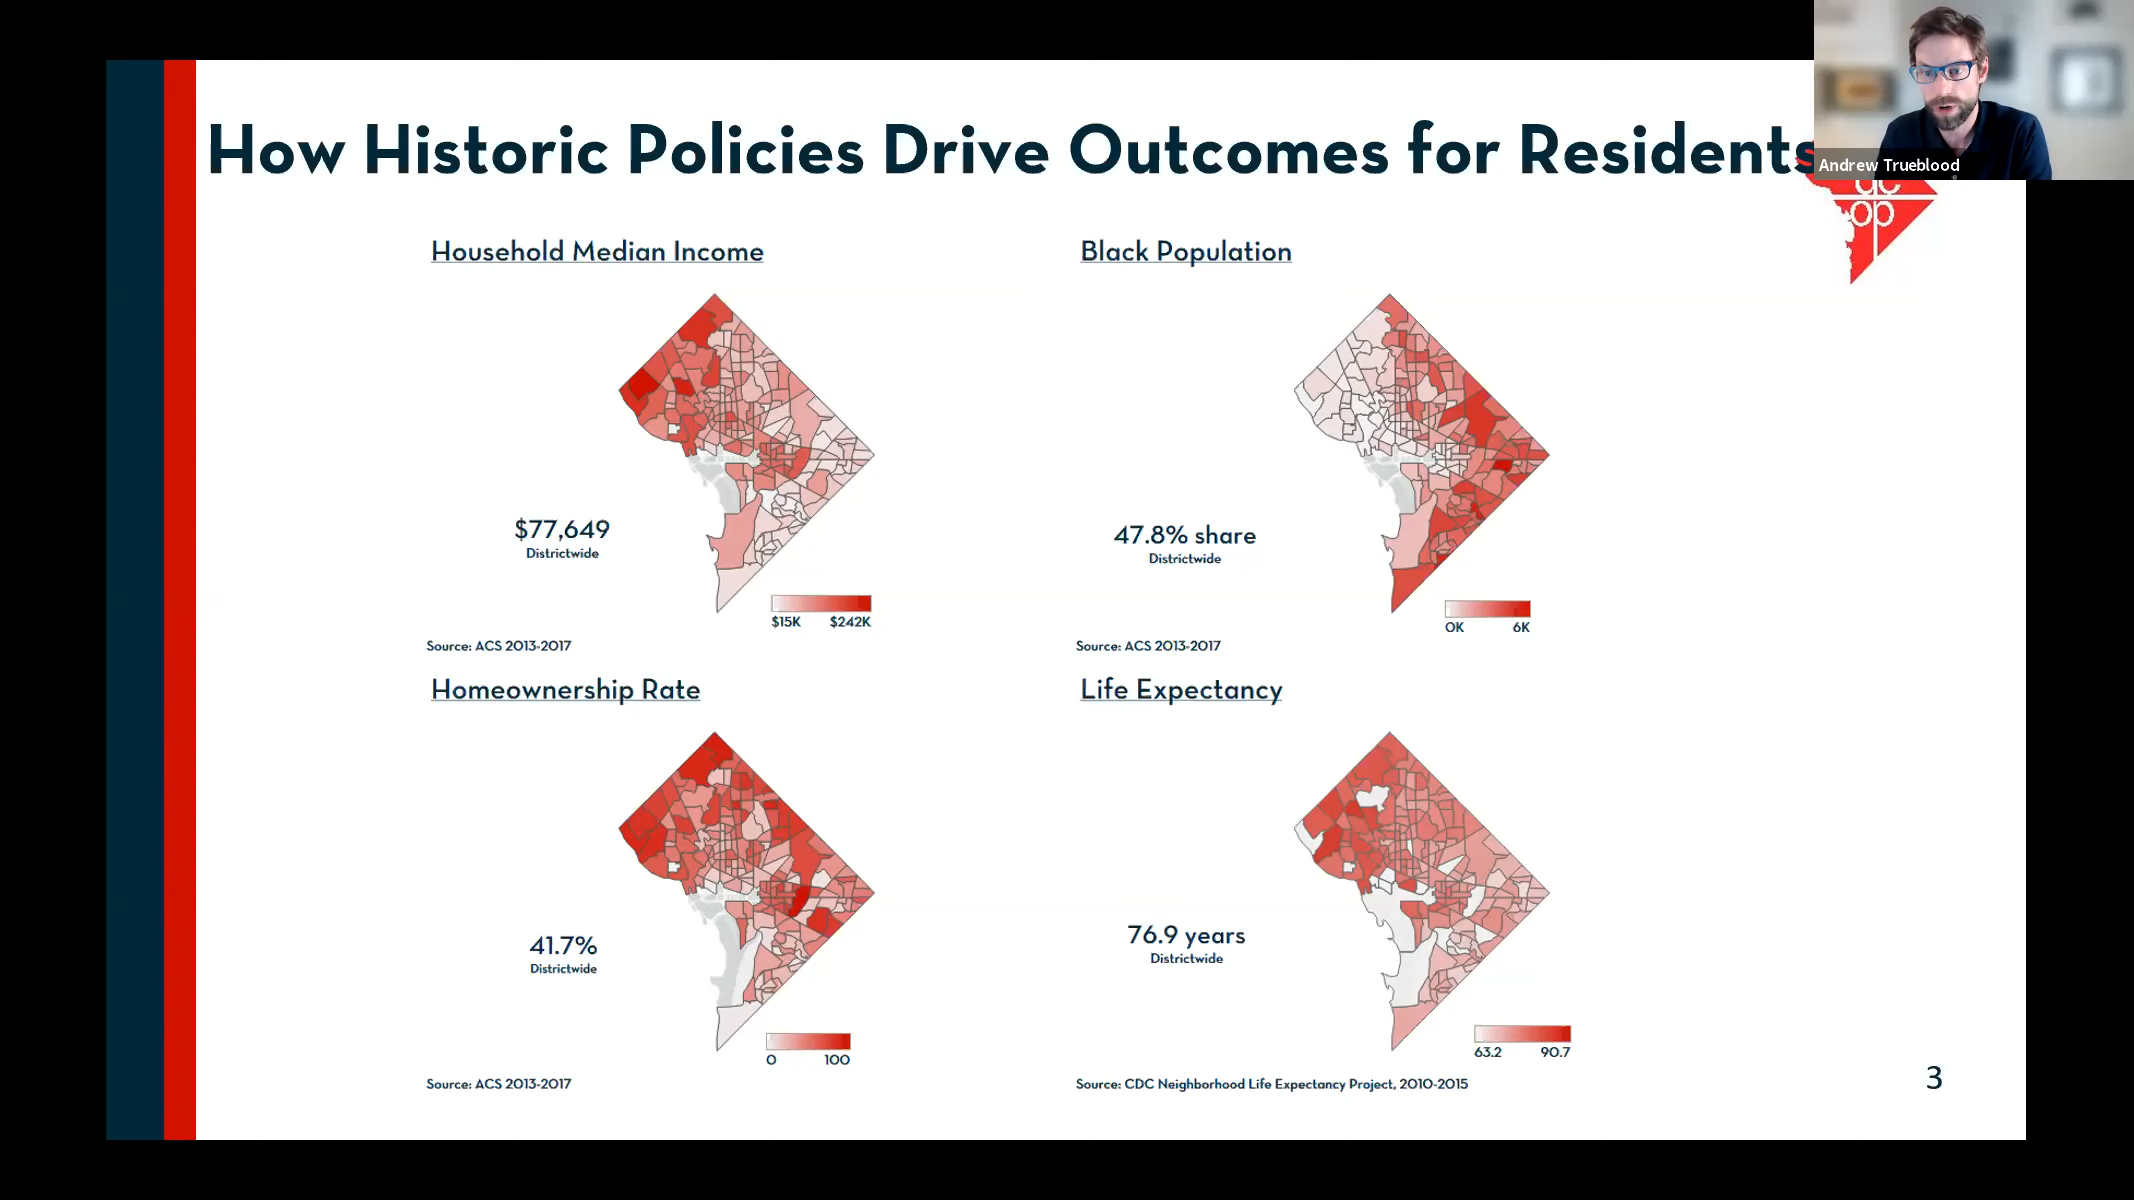 How Historic Policies Drive Outcomes for Residents
Andrew Trueblood
dc
op
Household Median Income
$77,649
Districtwide
$15K $242K
Source: ACS 2013-2017
Black Population
47.8% share
Districtwide
0K 6K
Source: ACS 2013-2017
Homeownership Rate
41.7%
Districtwide
0 100
Source: ACS 2013-2017
Life Expectancy
76.9 years
Districtwide
63.2 90.7
Source: CDC Neighborhood Life Expectancy Project, 2010-2015
3